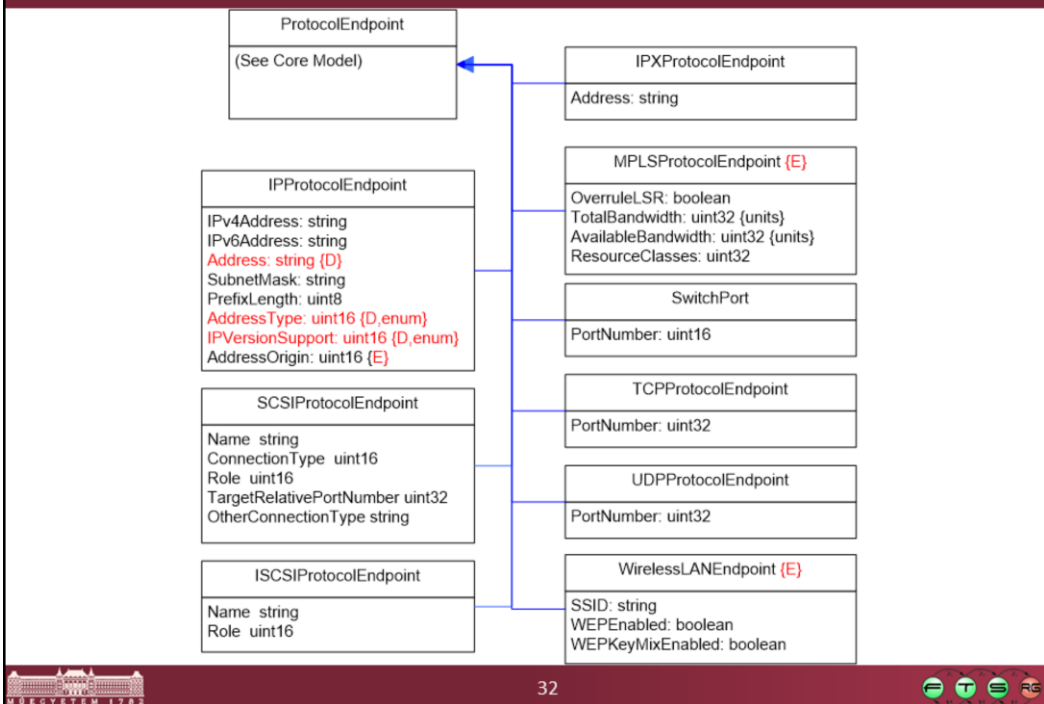 ProtocolEndpoint
(See Core Model)
IPProtocolEndpoint
IPv4Address: string
IPv6Address: string
Address: string {D}
SubnetMask: string
PrefixLength: uint8
AddressType: uint16 {D,enum}
IPVersionSupport: uint16 {D,enum}
AddressOrigin: uint16 {E}
SCSIProtocolEndpoint
Name string
ConnectionType uint16
Role uint16
TargetRelativePortNumber uint32
OtherConnectionType string
ISCSIProtocolEndpoint
Name string
Role uint16
IPXProtocolEndpoint
Address: string
MPLSProtocolEndpoint {E}
OverruleLSR: boolean
TotalBandwidth: uint32 {units}
AvailableBandwidth: uint32 {units}
ResourceClasses: uint32
SwitchPort
PortNumber: uint16
TCPProtocolEndpoint
PortNumber: uint32
UDPProtocolEndpoint
PortNumber: uint32
WirelessLANEndpoint {E}
SSID: string
WEPEnabled: boolean
WEPKeyMixEnabled: boolean
MŰEGYETEM 1782
32
F T S RG